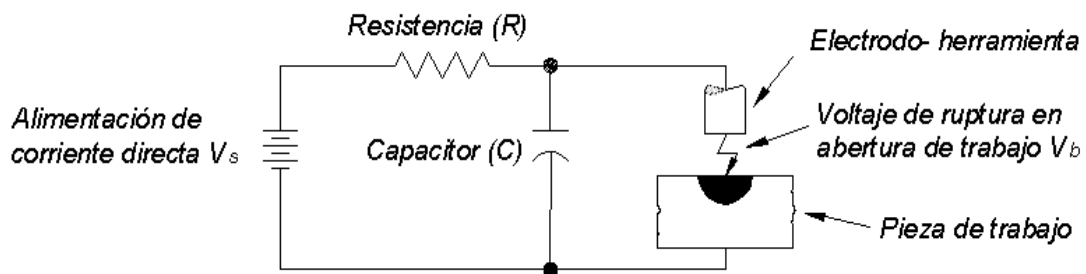 Resistencia (R)
Electrodo- herramienta
Alimentación de
corriente directa Vs
Capacitor (C)
Voltaje de ruptura en
abertura de trabajo Vb
Pieza de trabajo